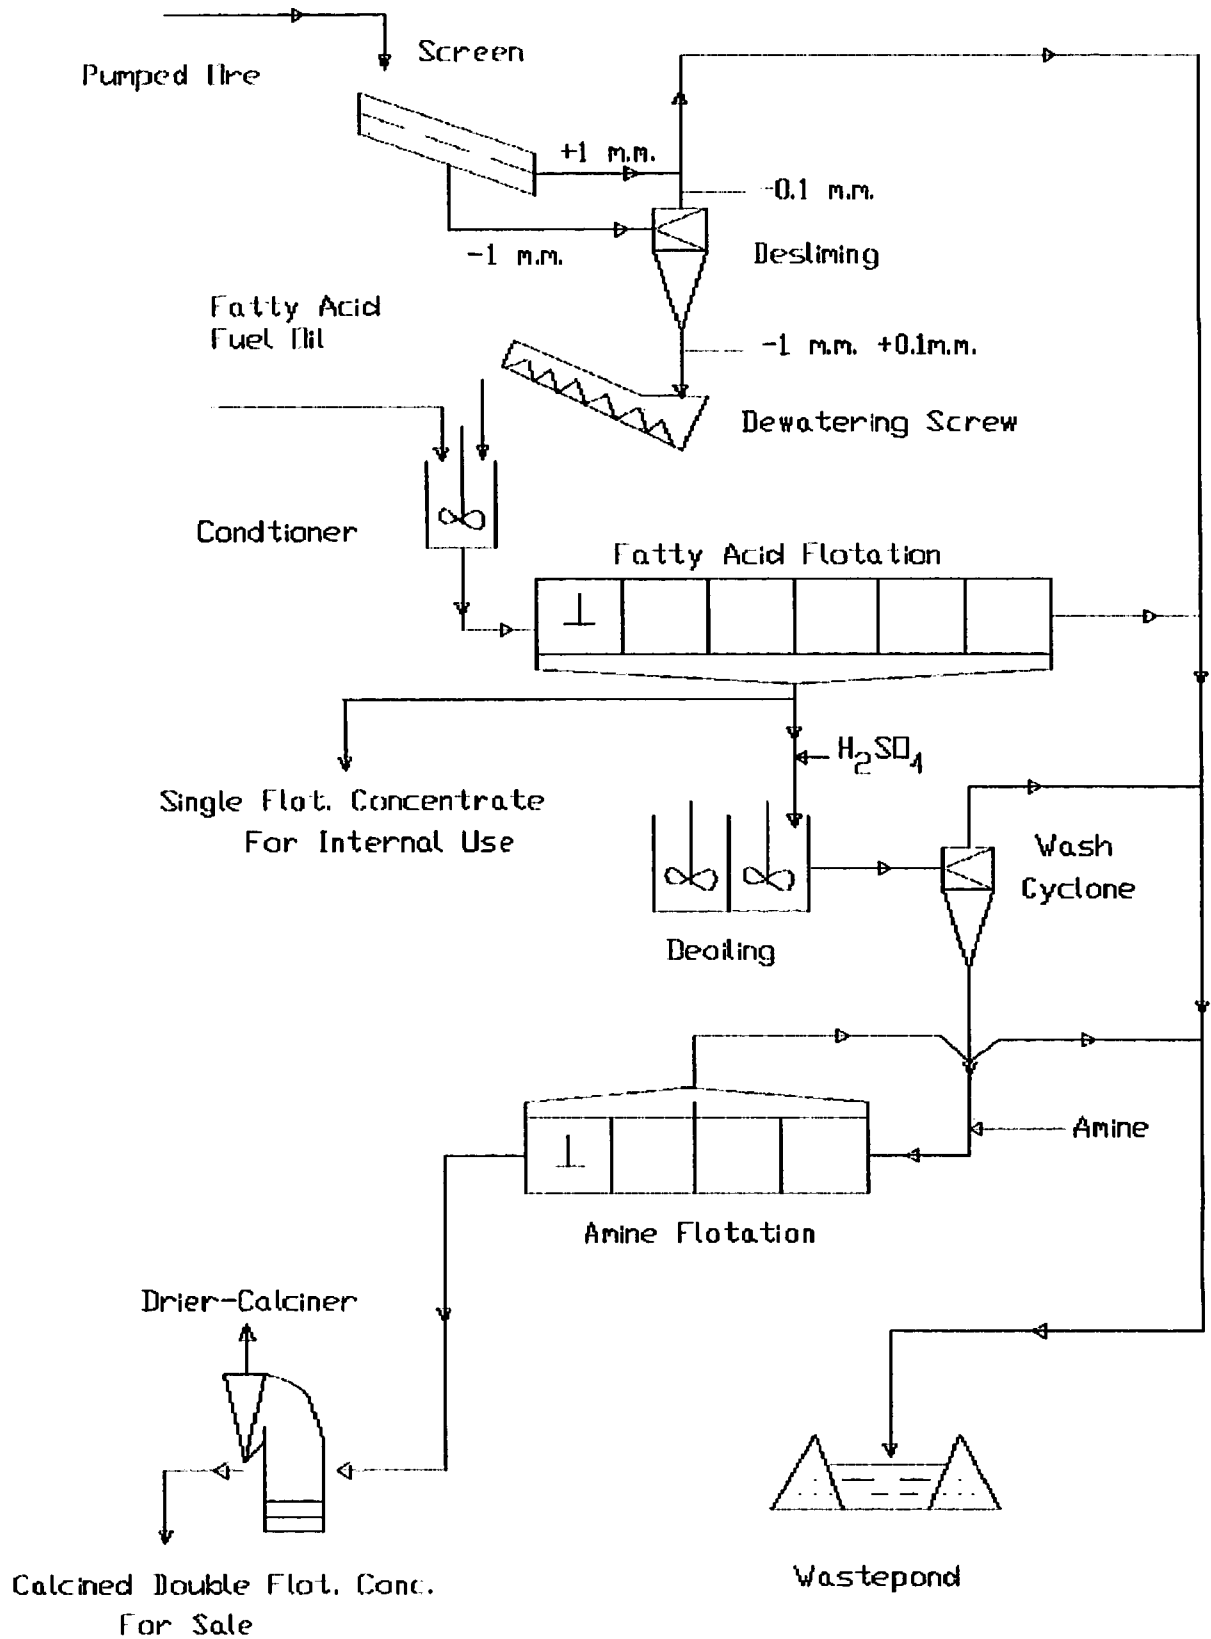 Screen
Pumped Ore
+1 m.m.
-0.1 m.m.
-1 m.m.
Desliming
Fatty Acid
Fuel Oil
-1 m.m. +0.1m.m.
Dewatering Screw
Condtioner
Fatty Acid Flotation
H2SO4
Single Flot. Concentrate
For Internal Use
Wash
Cyclone
Deoiling
Amine
Amine Flotation
Drier-Calciner
Wastepond
Calcined Double Flot. Conc.
For Sale